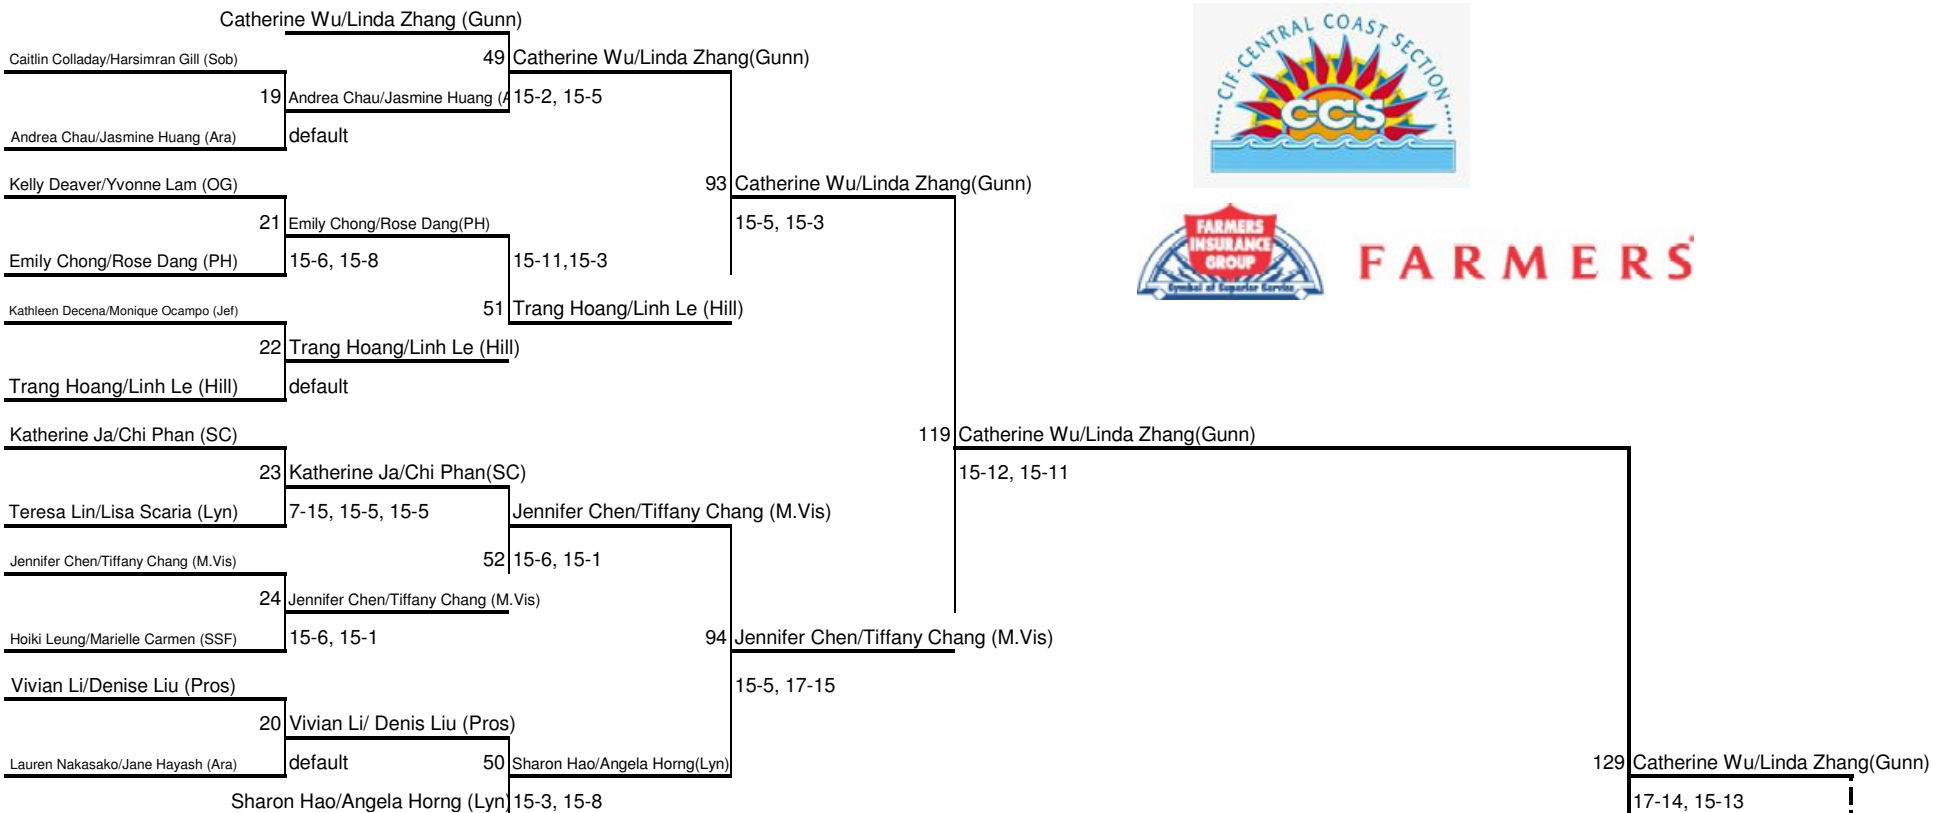 Catherine Wu/Linda Zhang (Gunn)
Caitlin Colladay/Harsimran Gill (Sob)
49 Catherine Wu/Linda Zhang(Gunn)
19 Andrea Chau/Jasmine Huang (A
15-2, 15-5
Andrea Chau/Jasmine Huang (Ara)
default
Kelly Deaver/Yvonne Lam (OG)
93 Catherine Wu/Linda Zhang(Gunn)
21 Emily Chong/Rose Dang(PH)
15-5, 15-3
Emily Chong/Rose Dang (PH)
15-6, 15-8
15-11,15-3
Kathleen Decena/Monique Ocampo (Jef)
51 Trang Hoang/Linh Le (Hill)
22 Trang Hoang/Linh Le (Hill)
Trang Hoang/Linh Le (Hill)
default
Katherine Ja/Chi Phan (SC)
119 Catherine Wu/Linda Zhang(Gunn)
23 Katherine Ja/Chi Phan(SC)
15-12, 15-11
Teresa Lin/Lisa Scaria (Lyn)
7-15, 15-5, 15-5
Jennifer Chen/Tiffany Chang (M.Vis)
Jennifer Chen/Tiffany Chang (M.Vis)
52 15-6, 15-1
24 Jennifer Chen/Tiffany Chang (M.Vis)
Hoiki Leung/Marielle Carmen (SSF)
15-6, 15-1
94 Jennifer Chen/Tiffany Chang (M.Vis)
Vivian Li/Denise Liu (Pros)
15-5, 17-15
20 Vivian Li/ Denis Liu (Pros)
Lauren Nakasako/Jane Hayash (Ara)
default
50 Sharon Hao/Angela Horng(Lyn)
129 Catherine Wu/Linda Zhang(Gunn)
Sharon Hao/Angela Horng (Lyn)
15-3, 15-8
17-14, 15-13
CIF-CENTRAL COAST SECTION
CCS
FARMERS
INSURANCE
GROUP
Symbol of Superior Service
FARMERS